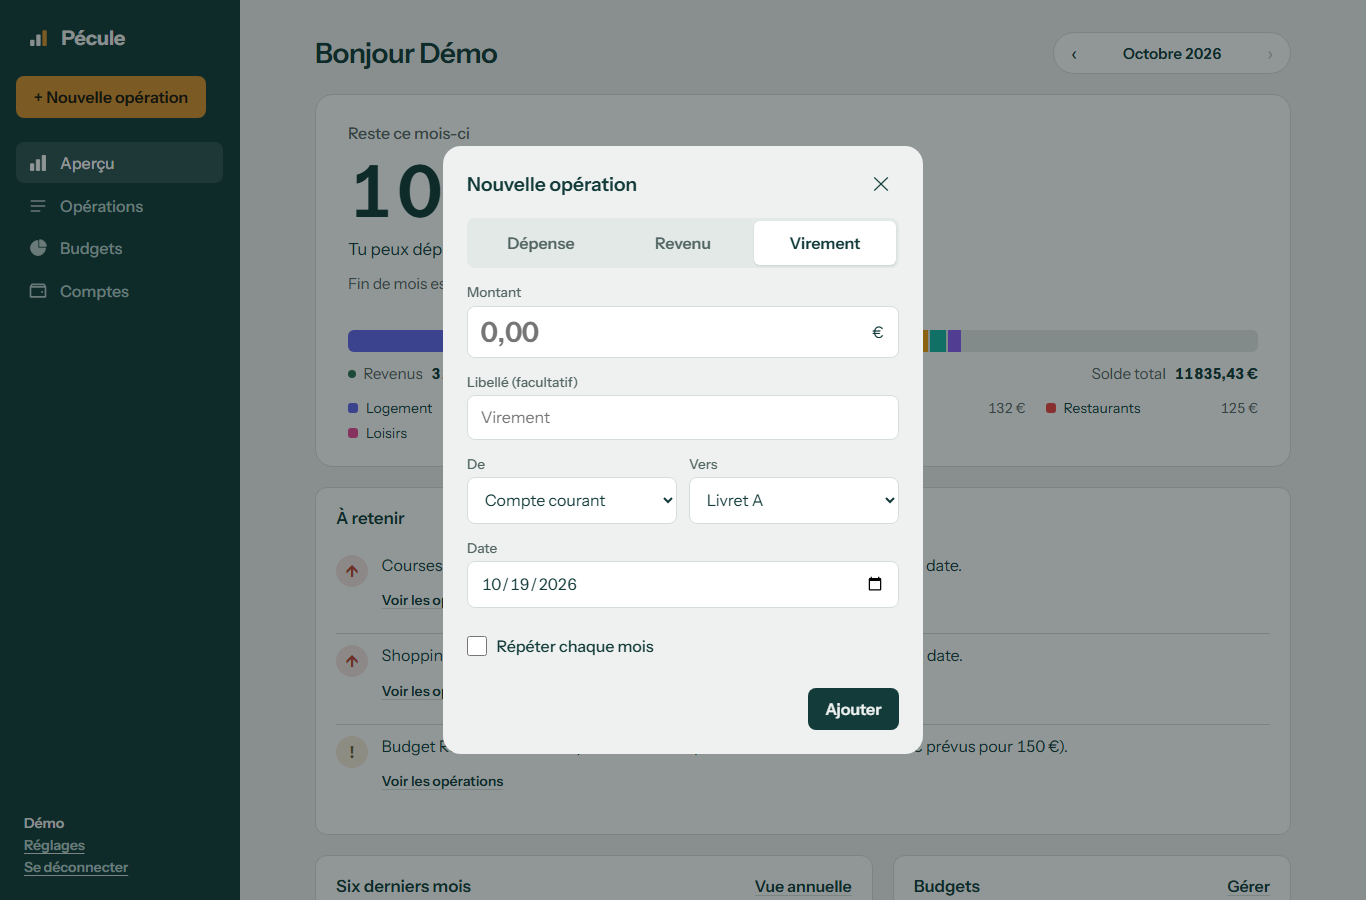 Pécule
+ Nouvelle opération
Aperçu
Opérations
Budgets
Comptes
Démo
Réglages
Se déconnecter
Bonjour Démo
‹ Octobre 2026 ›
Reste ce mois-ci
10
Tu peux dép
Fin de mois es
Revenus 3
Solde total 11 835,43 €
Logement
132 €
Restaurants 125 €
Loisirs
À retenir
Courses
date.
Voir les op
Shoppin
date.
Voir les op
! Budget R
prévus pour 150 €).
Voir les opérations
Six derniers mois
Vue annuelle
Budgets
Gérer
Nouvelle opération
Dépense Revenu Virement
Montant
0,00 €
Libellé (facultatif)
Virement
De Vers
Compte courant Livret A
Date
10/19/2026
Répéter chaque mois
Ajouter